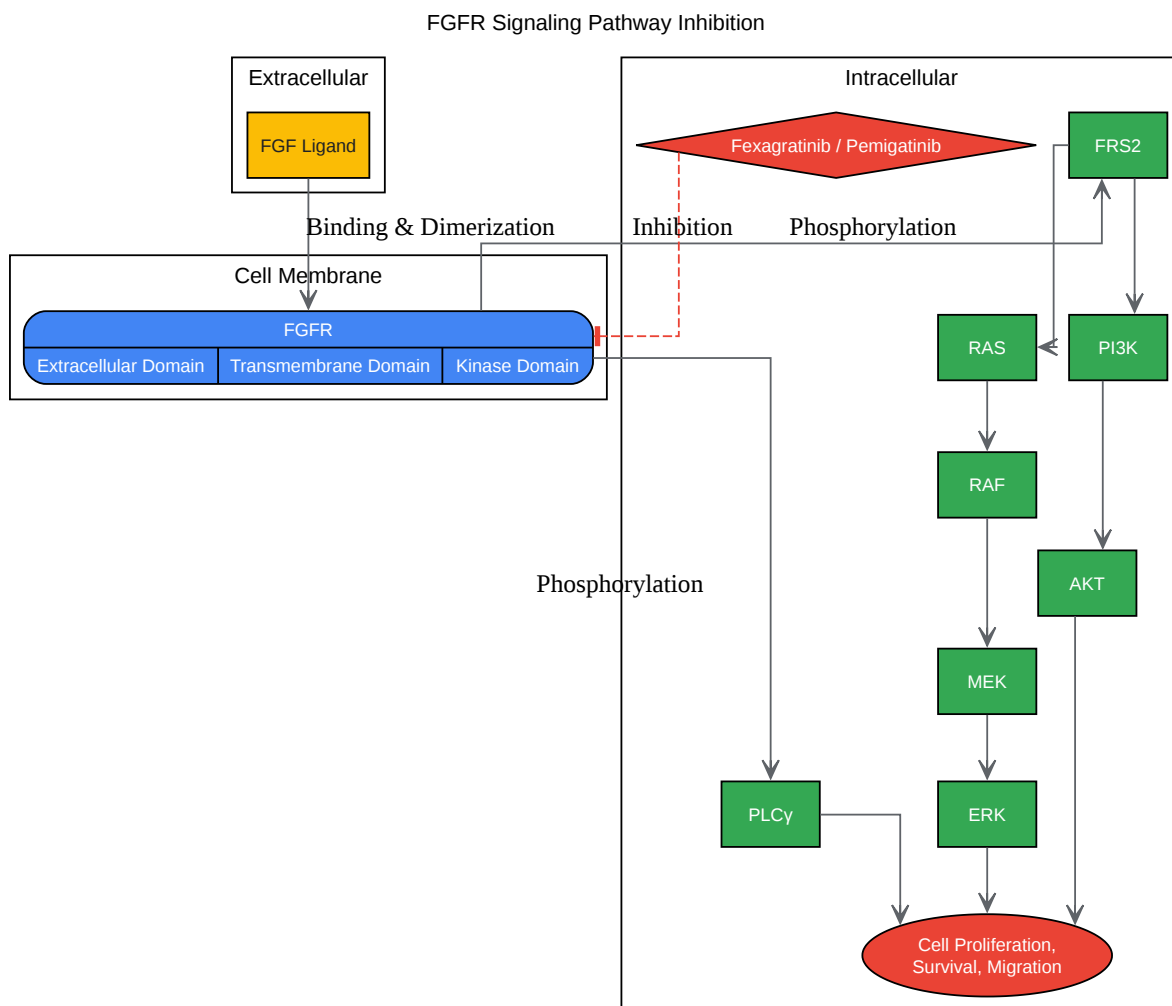 FGFR Signaling Pathway Inhibition
Extracellular
Intracellular
FGF Ligand
Fexagratinib / Pemigatinib
FRS2
Binding & Dimerization
Inhibition
Phosphorylation
Cell Membrane
FGFR
Extracellular Domain
Transmembrane Domain
Kinase Domain
RAS
PI3K
RAF
Phosphorylation
AKT
MEK
PLCγ
ERK
Cell Proliferation,
Survival, Migration